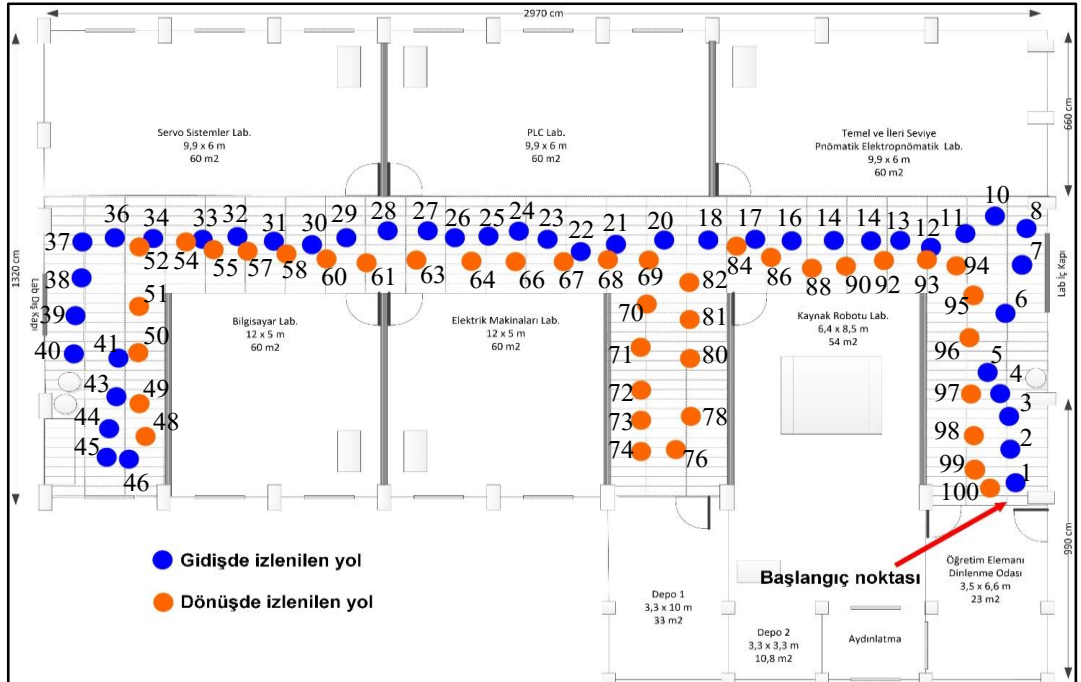 2970 cm
1320 cm
660 cm
990 cm
Servo Sistemler Lab.
9,9 x 6 m
60 m2
PLC Lab.
9,9 x 6 m
60 m2
Temel ve İleri Seviye
Pnömatik Elektropnömatik Lab.
9,9 x 6 m
60 m2
36 34 33 32 31 30 29 28 27 26 25 24 23 22 21 20 18 17 16 14 14 13 12 11 10 8
37 52 54 55 57 58 60 61 63 64 66 67 68 69 82 84 86 88 90 92 93 94 7
Lab Dış Kapı
Lab İç Kapı
38 51 70 81 95 6
39 50 71 80 96 5
40 41 72 97 4
43 49 73 78 98 3
44 48 74 76 99 2
45 46 100 1
Bilgisayar Lab.
12 x 5 m
60 m2
Elektrik Makinaları Lab.
12 x 5 m
60 m2
Kaynak Robotu Lab.
6,4 x 8,5 m
54 m2
Gidişde izlenilen yol
Dönüşde izlenilen yol
Başlangıç noktası
Öğretim Elemanı
Dinlenme Odası
3,5 x 6,6 m
23 m2
Depo 1
3,3 x 10 m
33 m2
Depo 2
3,3 x 3,3 m
10,8 m2
Aydınlatma